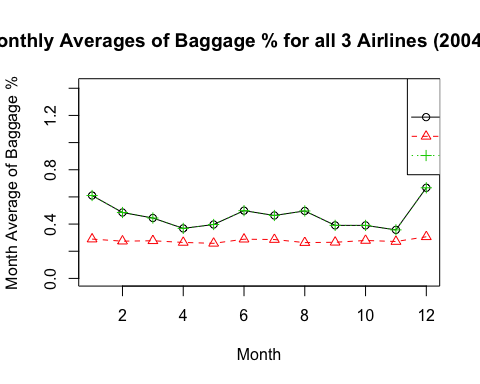 onthly Averages of Baggage % for all 3 Airlines (2004
Month Average of Baggage %
1.2
0.8
0.4
0.0
2 4 6 8 10 12
Month